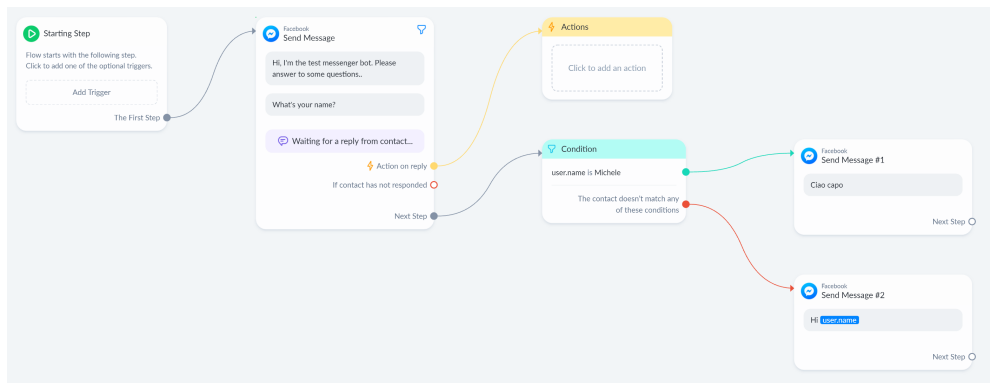 Starting Step
Flow starts with the following step.
Click to add one of the optional triggers.
Add Trigger
The First Step
Facebook
Send Message
Hi, I'm the test messenger bot. Please
answer to some questions..
What's your name?
Waiting for a reply from contact...
Action on reply
If contact has not responded
Next Step
Actions
Click to add an action
Condition
user.name is Michele
The contact doesn't match any
of these conditions
Facebook
Send Message #1
Ciao capo
Next Step
Facebook
Send Message #2
Hi user.name
Next Step